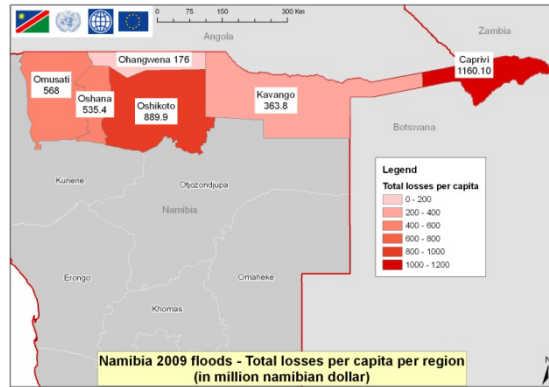 0
75
150
300 Km
Angola
Zambia
Ohangwena 176
Caprivi
1160.10
Omusati
568
Oshana
535.4
Oshikoto
889.9
Kavango
363.8
Botswana
Kunene
Otjozondjupa
Namibia
Legend
Total losses per capita
0 - 200
200 - 400
400 - 600
600 - 800
800 - 1000
1000 - 1200
Erongo
Omaheke
Khomas
Namibia 2009 floods - Total losses per capita per region
(in million namibian dollar)